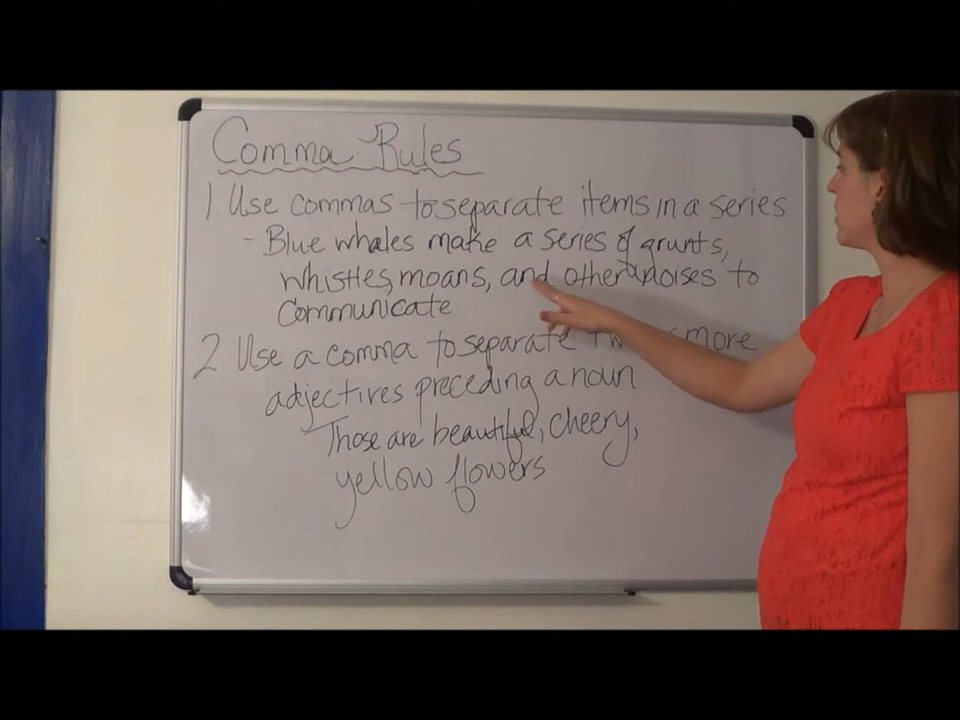 Comma Rules
1 Use commas to separate items in a series
- Blue whales make a series of grunts,
whistles, moans, and other noises to
communicate
2. Use a comma to separate more
adjectives preceding a noun
Those are beautiful, cheery,
yellow flowers